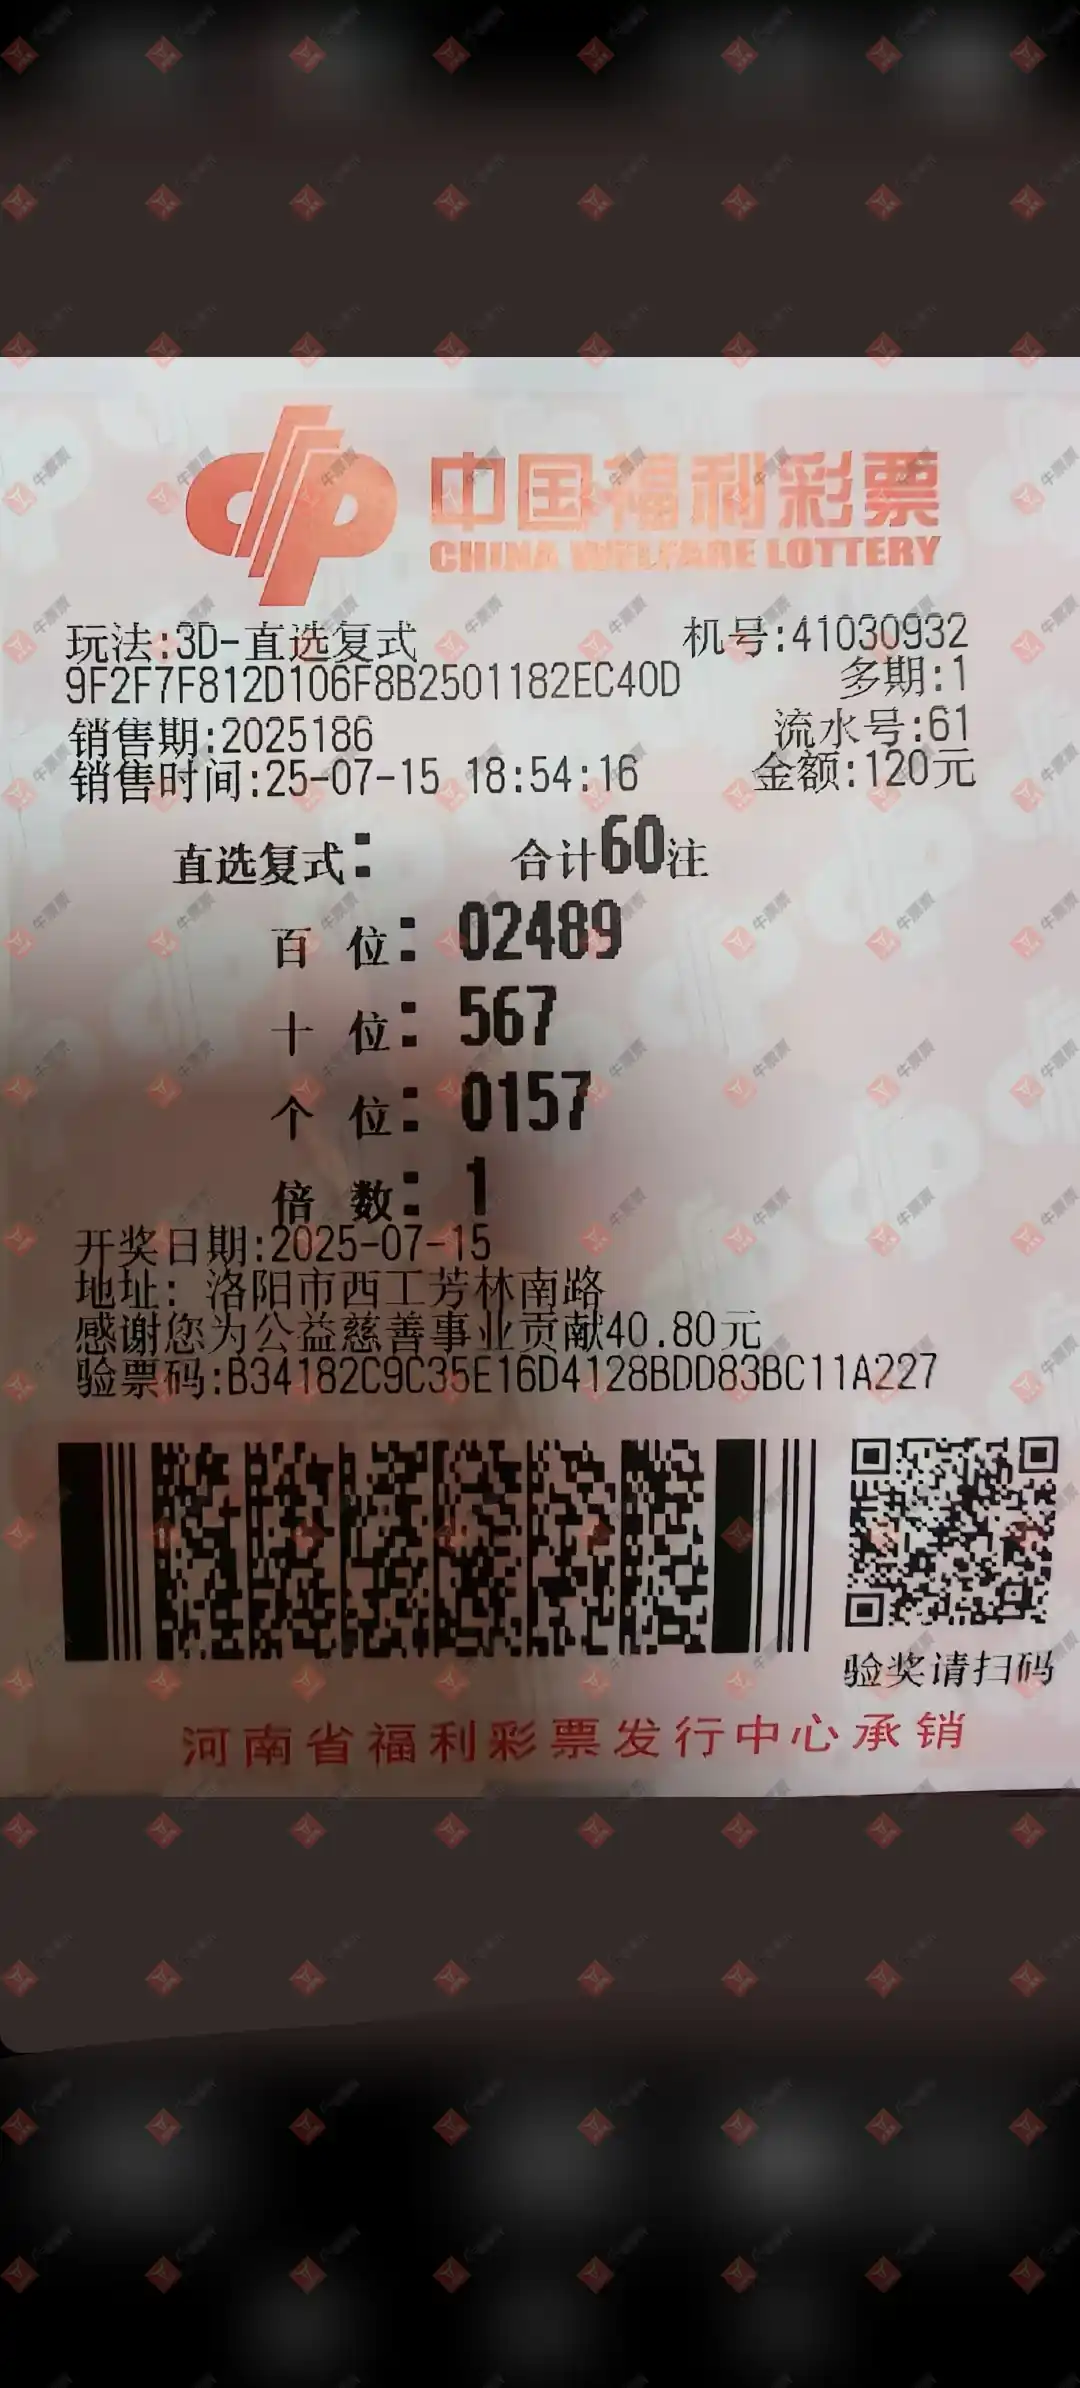 中国福利彩票
CHINA WELFARE LOTTERY
玩法:3D-直选复式 机号:41030932
9F2F7F812D106F8B2501182EC40D 多期:1
销售期:2025186 流水号:61
销售时间:25-07-15 18:54:16 金额:120元
直选复式: 合计60注
百 位: 02489
十 位: 567
个 位: 0157
倍 数: 1
开奖日期:2025-07-15
地址: 洛阳市西工芳林南路
感谢您为公益慈善事业贡献40.80元
验票码:B34182C9C35E16D4128BDD83BC11A227
验奖请扫码
河南省福利彩票发行中心承销